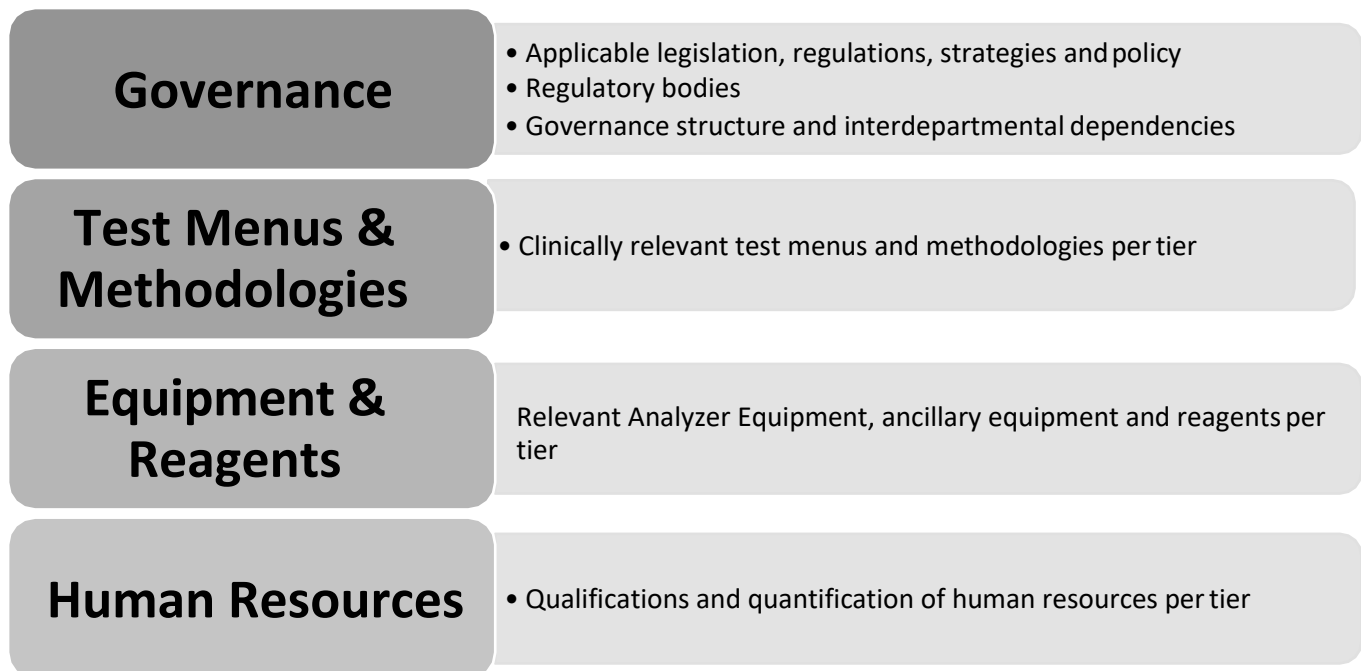 Governance
• Applicable legislation, regulations, strategies and policy
• Regulatory bodies
• Governance structure and interdepartmental dependencies
Test Menus &
Methodologies
• Clinically relevant test menus and methodologies per tier
Equipment &
Reagents
Relevant Analyzer Equipment, ancillary equipment and reagents per
tier
Human Resources
• Qualifications and quantification of human resources per tier